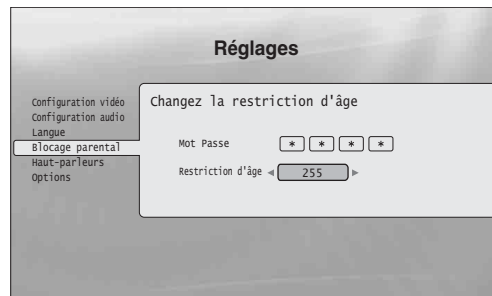 Réglages
Configuration vidéo
Configuration audio
Langue
Blocage parental
Haut-parleurs
Options
Changez la restriction d'âge
Mot Passe * * * *
Restriction d'âge ◀ 255 ▶